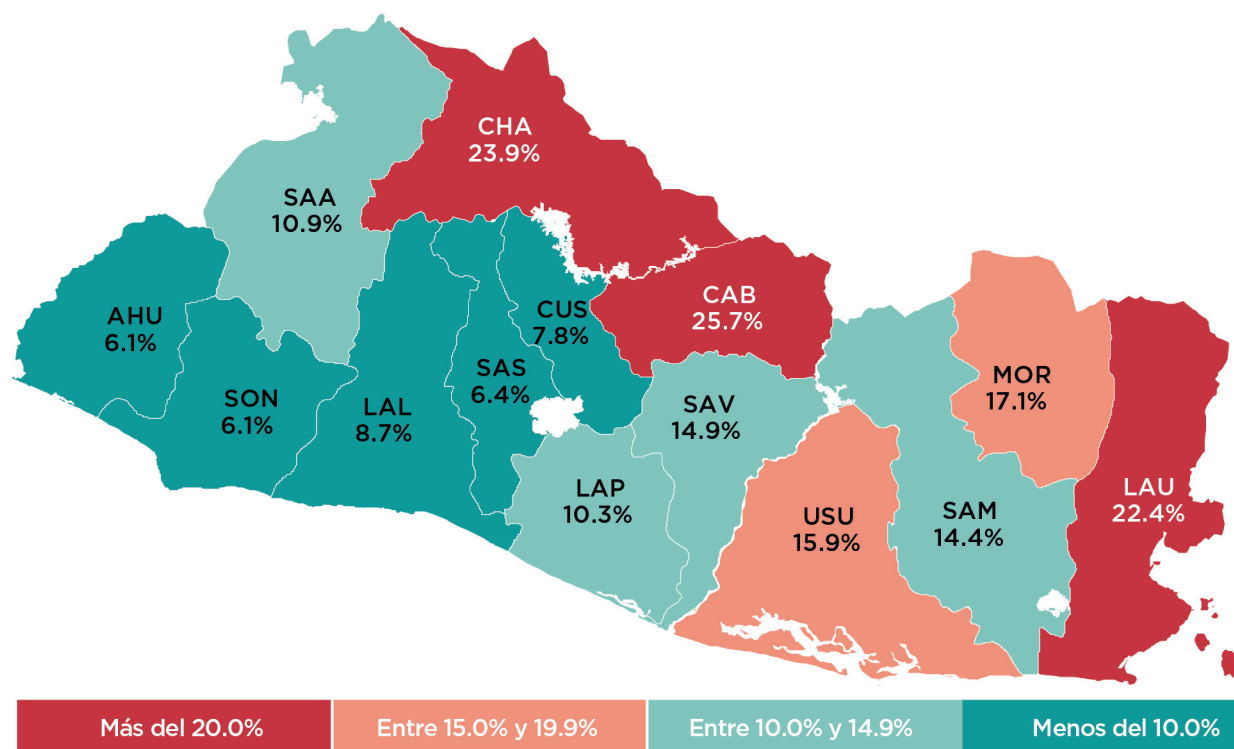 CHA
23.9%
SAA
10.9%
AHU
6.1%
SON
6.1%
LAL
8.7%
SAS
6.4%
CUS
7.8%
CAB
25.7%
SAV
14.9%
LAP
10.3%
USU
15.9%
SAM
14.4%
MOR
17.1%
LAU
22.4%
Más del 20.0%
Entre 15.0% y 19.9%
Entre 10.0% y 14.9%
Menos del 10.0%